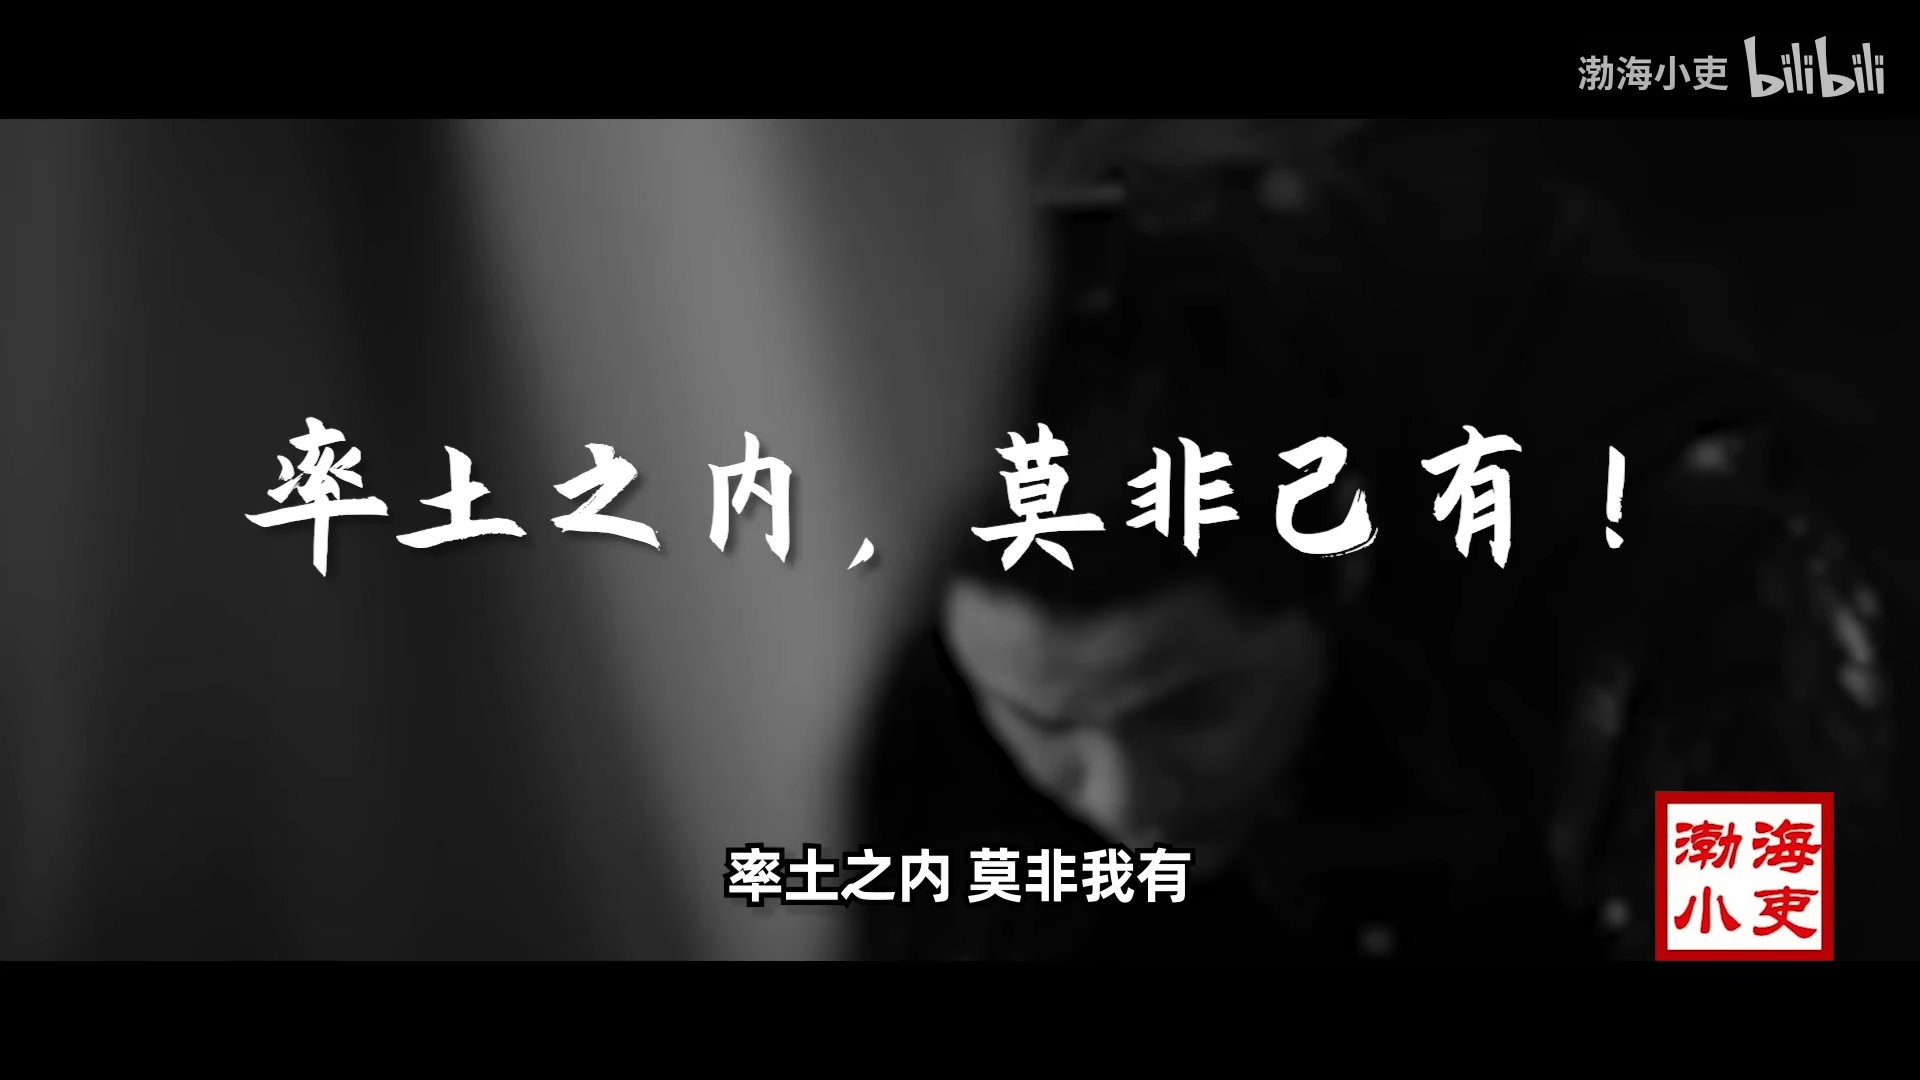 渤海小吏 bilibili
率土之内，莫非己有！
率土之内 莫非我有
渤海
小吏